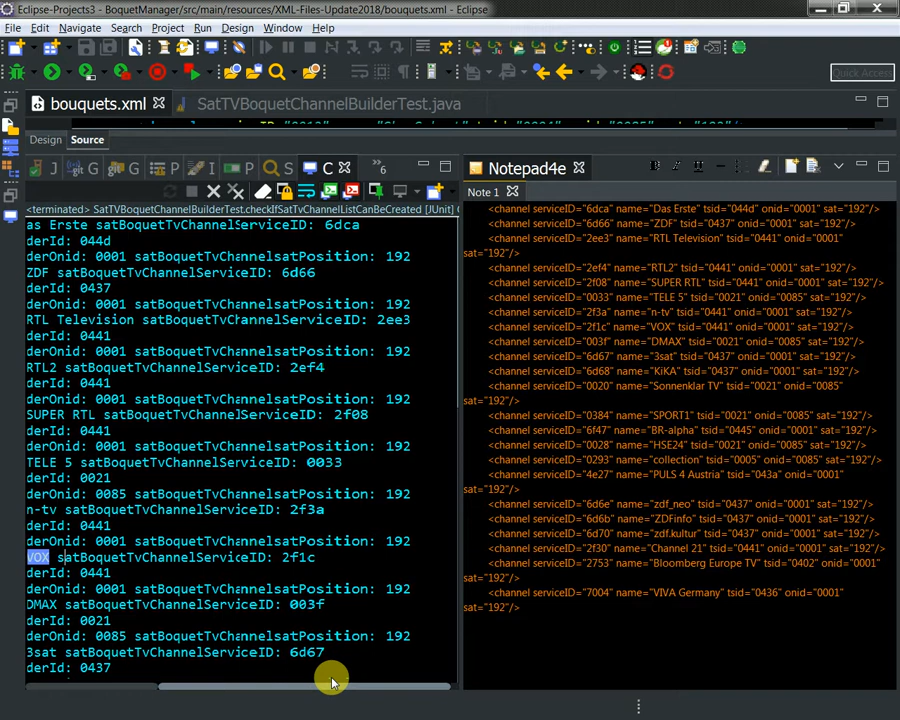 Eclipse-Projects3 - BoquetManager/src/main/resources/XML-Files-Update2018/bouquets.xml - Eclipse
File Edit Navigate Search Project Run Design Window Help
Quick Access
bouquets.xml SatTVBoquetChannelBuilderTest.java
Design Source
J G G P I P S C 6
<terminated> SatTVBoquetChannelBuilderTest.checkIfSatTvChannelListCanBeCreated [JUnit] C
as Erste satBoquetTvChannelServiceID: 6dca
derId: 044d
derOnid: 0001 satBoquetTvChannelsatPosition: 192
ZDF satBoquetTvChannelServiceID: 6d66
derId: 0437
derOnid: 0001 satBoquetTvChannelsatPosition: 192
RTL Television satBoquetTvChannelServiceID: 2ee3
derId: 0441
derOnid: 0001 satBoquetTvChannelsatPosition: 192
RTL2 satBoquetTvChannelServiceID: 2ef4
derId: 0441
derOnid: 0001 satBoquetTvChannelsatPosition: 192
SUPER RTL satBoquetTvChannelServiceID: 2f08
derId: 0441
derOnid: 0001 satBoquetTvChannelsatPosition: 192
TELE 5 satBoquetTvChannelServiceID: 0033
derId: 0021
derOnid: 0085 satBoquetTvChannelsatPosition: 192
n-tv satBoquetTvChannelServiceID: 2f3a
derId: 0441
derOnid: 0001 satBoquetTvChannelsatPosition: 192
VOX satBoquetTvChannelServiceID: 2f1c
derId: 0441
derOnid: 0001 satBoquetTvChannelsatPosition: 192
DMAX satBoquetTvChannelServiceID: 003f
derId: 0021
derOnid: 0085 satBoquetTvChannelsatPosition: 192
3sat satBoquetTvChannelServiceID: 6d67
derId: 0437
Notepad4e
Note 1
<channel serviceID="6dca" name="Das Erste" tsid="044d" onid="0001" sat="192"/>
<channel serviceID="6d66" name="ZDF" tsid="0437" onid="0001" sat="192"/>
<channel serviceID="2ee3" name="RTL Television" tsid="0441" onid="0001"
sat="192"/>
<channel serviceID="2ef4" name="RTL2" tsid="0441" onid="0001" sat="192"/>
<channel serviceID="2f08" name="SUPER RTL" tsid="0441" onid="0001" sat="192"/>
<channel serviceID="0033" name="TELE 5" tsid="0021" onid="0085" sat="192"/>
<channel serviceID="2f3a" name="n-tv" tsid="0441" onid="0001" sat="192"/>
<channel serviceID="2f1c" name="VOX" tsid="0441" onid="0001" sat="192"/>
<channel serviceID="003f" name="DMAX" tsid="0021" onid="0085" sat="192"/>
<channel serviceID="6d67" name="3sat" tsid="0437" onid="0001" sat="192"/>
<channel serviceID="6d68" name="KiKA" tsid="0437" onid="0001" sat="192"/>
<channel serviceID="0020" name="Sonnenklar TV" tsid="0021" onid="0085"
sat="192"/>
<channel serviceID="0384" name="SPORT1" tsid="0021" onid="0085" sat="192"/>
<channel serviceID="6f47" name="BR-alpha" tsid="0445" onid="0001" sat="192"/>
<channel serviceID="0028" name="HSE24" tsid="0021" onid="0085" sat="192"/>
<channel serviceID="0293" name="collection" tsid="0005" onid="0085" sat="192"/>
<channel serviceID="4e27" name="PULS 4 Austria" tsid="043a" onid="0001"
sat="192"/>
<channel serviceID="6d6e" name="zdf_neo" tsid="0437" onid="0001" sat="192"/>
<channel serviceID="6d6b" name="ZDFinfo" tsid="0437" onid="0001" sat="192"/>
<channel serviceID="6d70" name="zdf.kultur" tsid="0437" onid="0001" sat="192"/>
<channel serviceID="2f30" name="Channel 21" tsid="0441" onid="0001" sat="192"/>
<channel serviceID="2753" name="Bloomberg Europe TV" tsid="0402" onid="0001"
sat="192"/>
<channel serviceID="7004" name="VIVA Germany" tsid="0436" onid="0001"
sat="192"/>